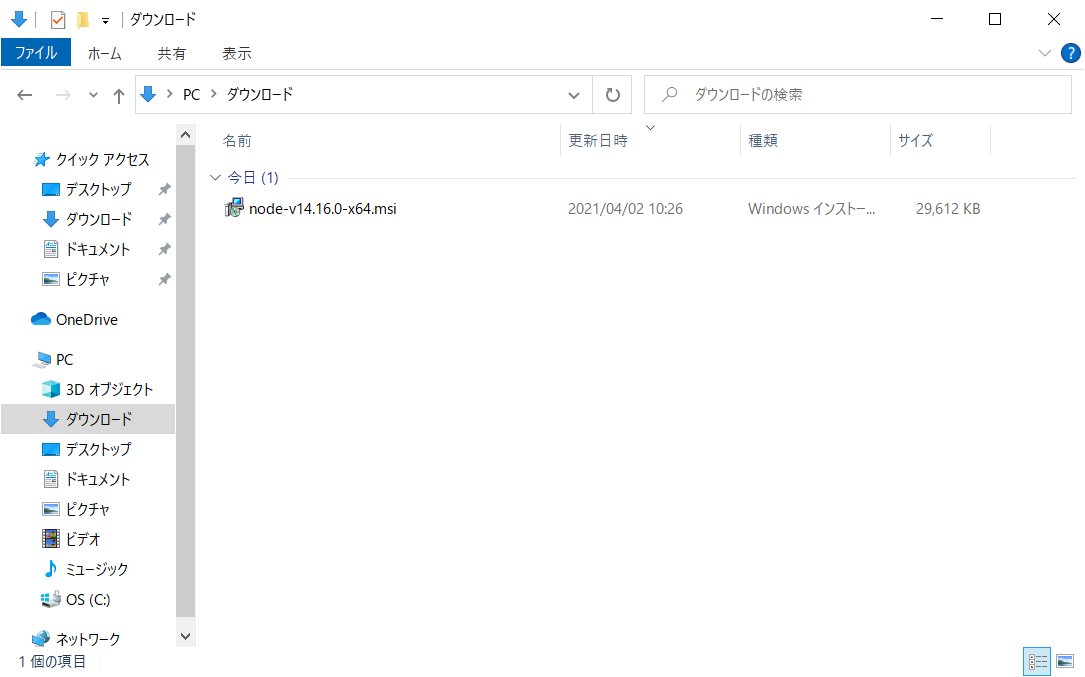 ダウンロード
ファイル ホーム 共有 表示
PC ダウンロード ダウンロードの検索
名前 更新日時 種類 サイズ
今日 (1)
node-v14.16.0-x64.msi 2021/04/02 10:26 Windows インストー... 29,612 KB
クイック アクセス
デスクトップ
ダウンロード
ドキュメント
ピクチャ
OneDrive
PC
3D オブジェクト
ダウンロード
デスクトップ
ドキュメント
ピクチャ
ビデオ
ミュージック
OS (C:)
ネットワーク
1 個の項目